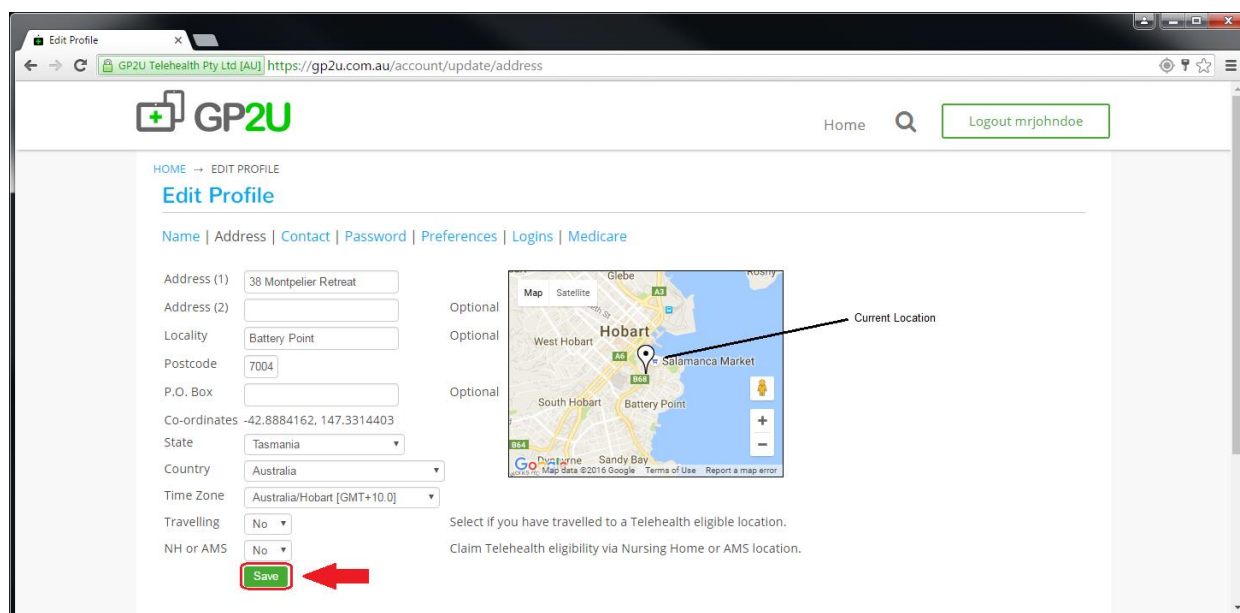 Edit Profile
GP2U Telehealth Pty Ltd [AU] https://gp2u.com.au/account/update/address
GP2U
Home
Logout mrjohndoe
HOME → EDIT PROFILE
Edit Profile
Name | Address | Contact | Password | Preferences | Logins | Medicare
Address (1) 38 Montpelier Retreat
Address (2) Optional
Locality Battery Point Optional
Postcode 7004
P.O. Box Optional
Co-ordinates -42.8884162, 147.3314403
State Tasmania
Country Australia
Time Zone Australia/Hobart [GMT+10.0]
Travelling No Select if you have travelled to a Telehealth eligible location.
NH or AMS No Claim Telehealth eligibility via Nursing Home or AMS location.
Save
Glebe
Rosny
Map Satellite
A3
Hobart
West Hobart
A6
Salamanca Market
B68
South Hobart
Battery Point
B64
Dynnyrne Sandy Bay
Google Map data ©2016 Google Terms of Use Report a map error
Current Location